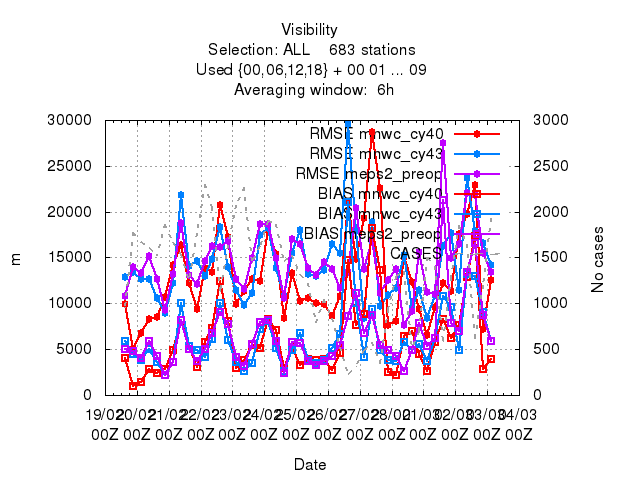 Visibility
Selection: ALL 683 stations
Used {00,06,12,18} + 00 01 ... 09
Averaging window: 6h
30000
25000
20000
15000
10000
5000
0
m
3000
2500
2000
1500
1000
500
0
No cases
RMSE mnwc_cy40
RMSE mnwc_cy43
RMSE meps2_preop
BIAS mnwc_cy40
BIAS mnwc_cy43
BIAS meps2_preop
CASES
19/02 20/02 21/02 22/02 23/02 24/02 25/02 26/02 27/02 28/02 01/03 02/03 03/03 04/03
00Z 00Z 00Z 00Z 00Z 00Z 00Z 00Z 00Z 00Z 00Z 00Z 00Z 00Z
Date